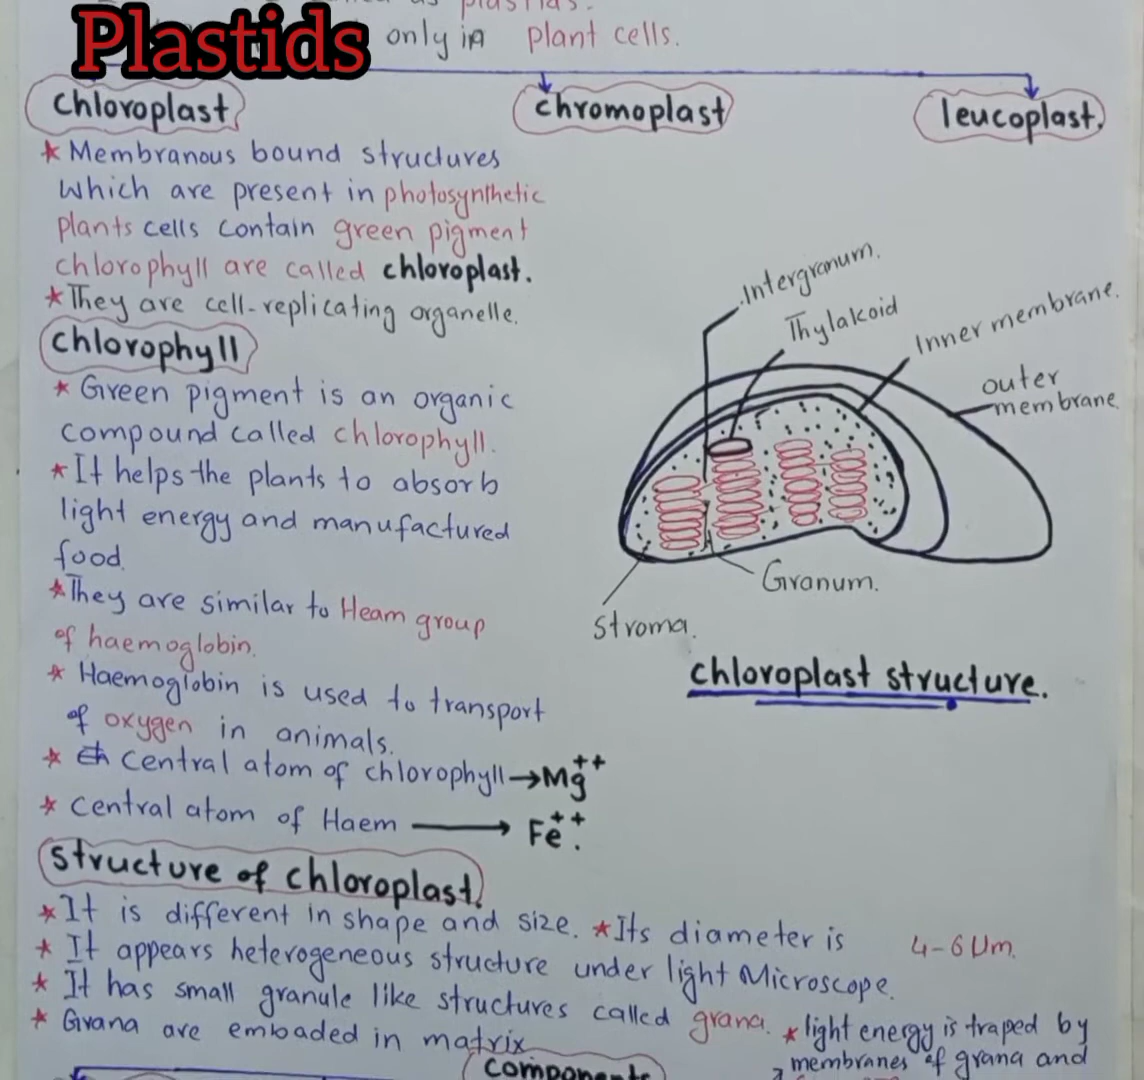 plastids.
Plastids only in plant cells.
chloroplast
chromoplast
leucoplast.
* Membranous bound structures
which are present in photosynthetic
plants cells contain green pigment
chlorophyll are called chloroplast.
* They are cell-replicating organelle.
chlorophyll
* Green pigment is an organic
compound called chlorophyll.
* It helps the plants to absorb
light energy and manufactured
food.
* They are similar to Heam group
of haemoglobin.
* Haemoglobin is used to transport
of oxygen in animals.
* central atom of chlorophyll → Mg++
* central atom of Haem → Fe++.
Intergranum.
Thylakoid
Inner membrane.
outer
membrane
Granum.
Stroma.
chloroplast structure.
structure of chloroplast.
* It is different in shape and size. * Its diameter is 4-6 Um.
* It appears heterogeneous structure under light Microscope.
* It has small granule like structures called grana.
* Grana are embaded in matrix
* light energy is traped by
membranes of grana and
components